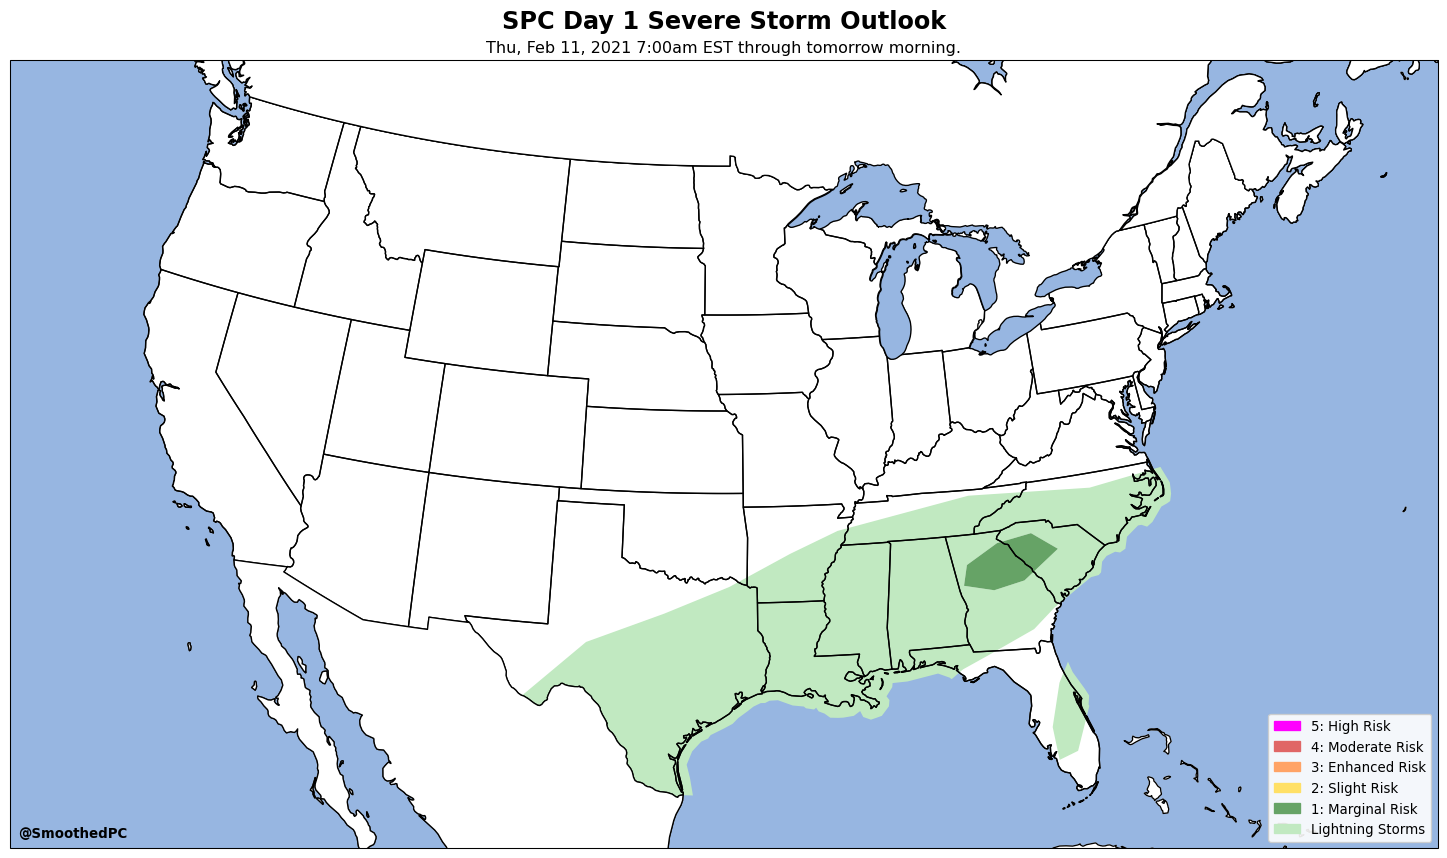 SPC Day 1 Severe Storm Outlook
Thu, Feb 11, 2021 7:00am EST through tomorrow morning.
5: High Risk
4: Moderate Risk
3: Enhanced Risk
2: Slight Risk
1: Marginal Risk
Lightning Storms
@SmoothedPC